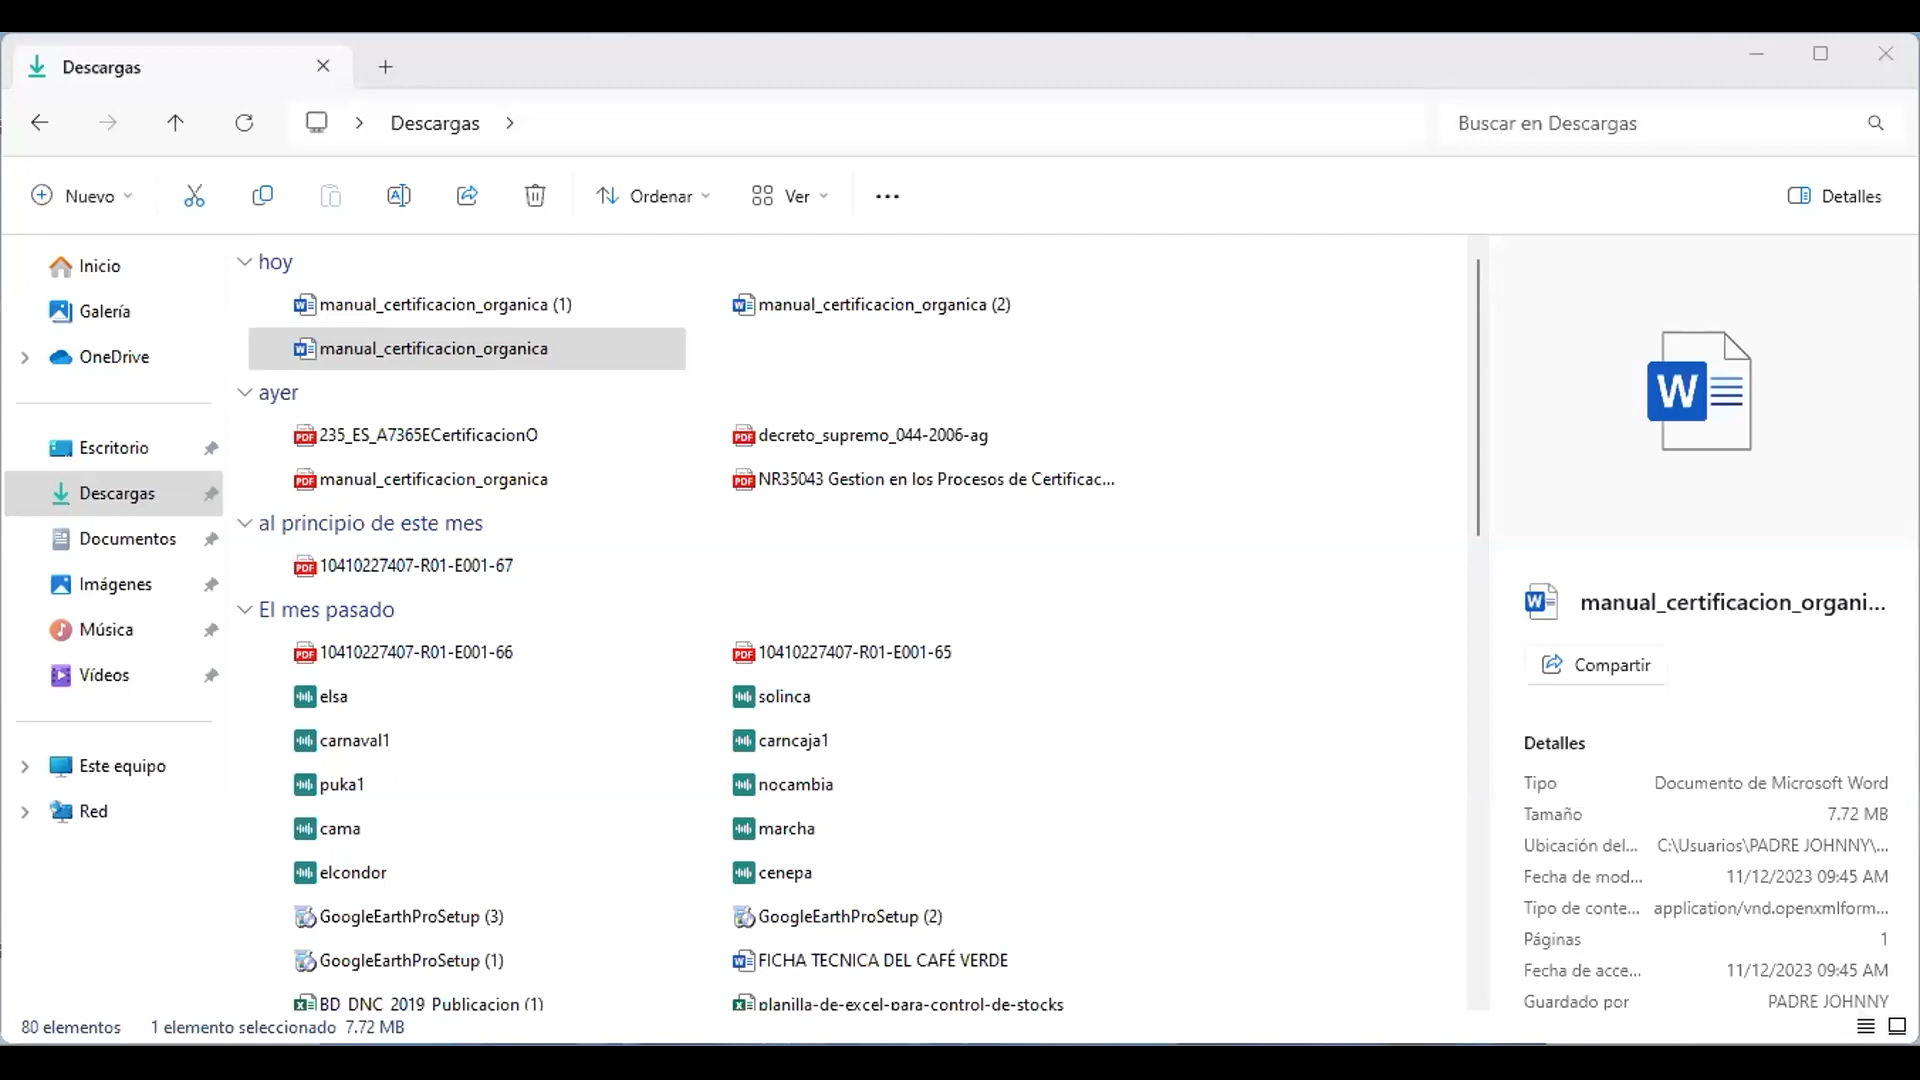 Descargas
Descargas
Buscar en Descargas
Nuevo
Ordenar
Ver
Detalles
Inicio
Galería
OneDrive
Escritorio
Descargas
Documentos
Imágenes
Música
Vídeos
Este equipo
Red
hoy
manual_certificacion_organica (1)
manual_certificacion_organica (2)
manual_certificacion_organica
ayer
235_ES_A7365ECertificacionO
decreto_supremo_044-2006-ag
manual_certificacion_organica
NR35043 Gestion en los Procesos de Certificac...
al principio de este mes
10410227407-R01-E001-67
El mes pasado
10410227407-R01-E001-66
10410227407-R01-E001-65
elsa
solinca
carnaval1
carncaja1
puka1
nocambia
cama
marcha
elcondor
cenepa
GoogleEarthProSetup (3)
GoogleEarthProSetup (2)
GoogleEarthProSetup (1)
FICHA TECNICA DEL CAFÉ VERDE
BD_DNC_2019_Publicacion (1)
planilla-de-excel-para-control-de-stocks
manual_certificacion_organi...
Compartir
Detalles
Tipo Documento de Microsoft Word
Tamaño 7.72 MB
Ubicación del... C:\Usuarios\PADRE JOHNNY\...
Fecha de mod... 11/12/2023 09:45 AM
Tipo de conte... application/vnd.openxmlform...
Páginas 1
Fecha de acce... 11/12/2023 09:45 AM
Guardado por PADRE JOHNNY
80 elementos 1 elemento seleccionado 7.72 MB